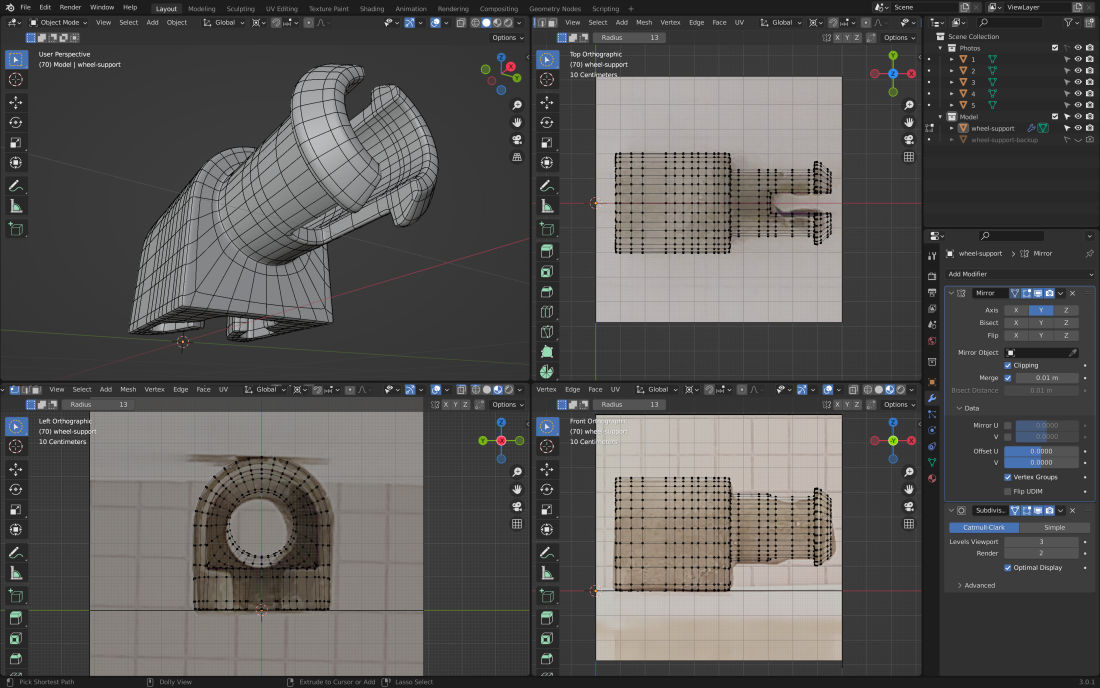 File Edit Render Window Help
Layout Modeling Sculpting UV Editing Texture Paint Shading Animation Rendering Compositing Geometry Nodes Scripting +
Scene
ViewLayer
Object Mode View Select Add Object Global
Options
User Perspective
(70) Model | wheel-support
X
Y
Z
View Select Add Mesh Vertex Edge Face UV Global
Radius 13
X Y Z
Options
Top Orthographic
(70) wheel-support
10 Centimeters
Y
X
Z
View Select Add Mesh Vertex Edge Face UV Global
Radius 13
X Y Z
Options
Left Orthographic
(70) wheel-support
10 Centimeters
Z
Y
X
Vertex Edge Face UV Global
Radius 13
X Y Z
Options
Front Orthographic
(70) wheel-support
10 Centimeters
Z
X
Y
Scene Collection
Photos
1
2
3
4
5
Model
wheel-support
wheel-support-backup
wheel-support > Mirror
Add Modifier
Mirror
Axis X Y Z
Bisect X Y Z
Flip X Y Z
Mirror Object
Clipping
Merge 0.01 m
Bisect Distance 0.01 m
Data
Mirror U 0.0000
V 0.0000
Offset U 0.0000
V 0.0000
Vertex Groups
Flip UDIM
Subdivis..
Catmull-Clark Simple
Levels Viewport 3
Render 2
Optimal Display
Advanced
Pick Shortest Path
Dolly View
Extrude to Cursor or Add
Lasso Select
3.0.1